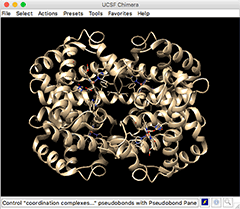 UCSF Chimera
File Select Actions Presets Tools Favorites Help
Control "coordination complexes..." pseudobonds with Pseudobond Pane